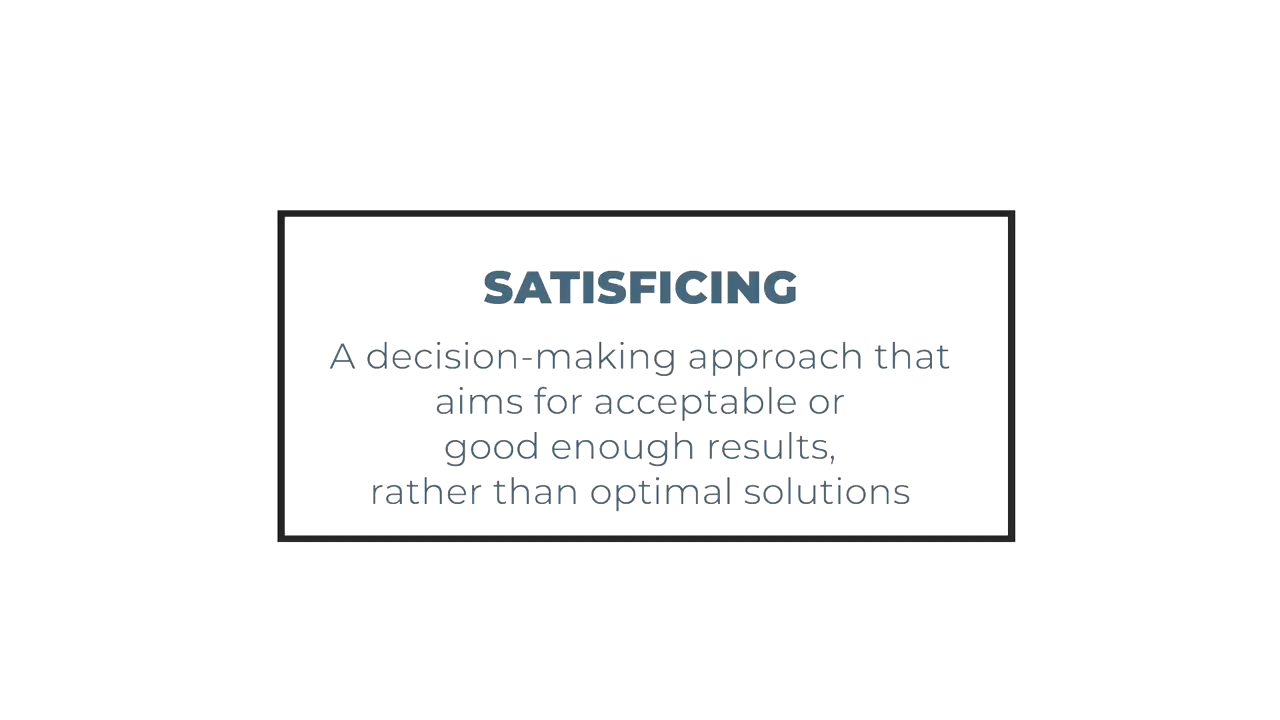 SATISFICING
A decision-making approach that
aims for acceptable or
good enough results,
rather than optimal solutions